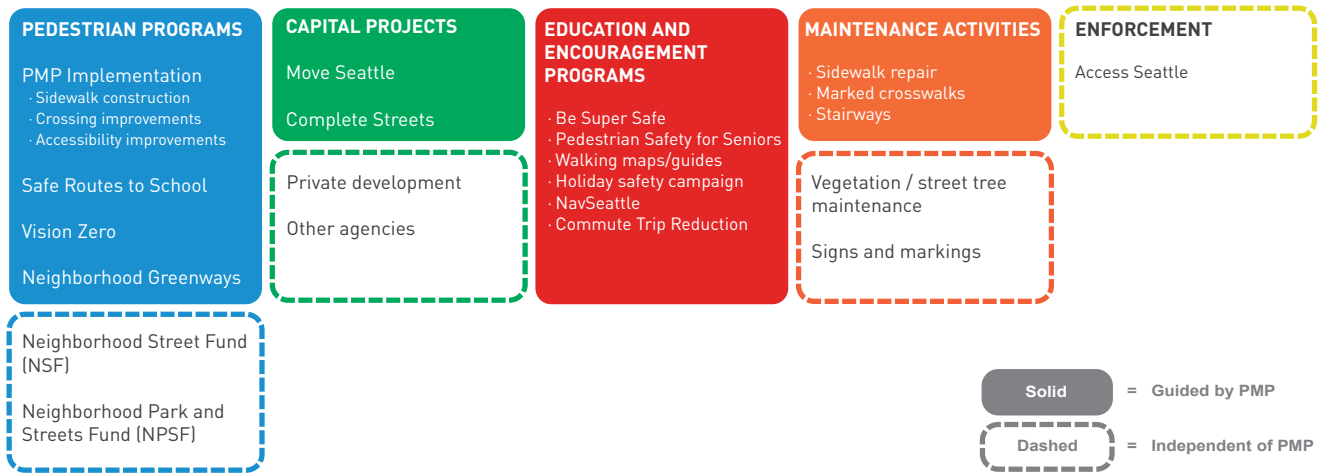 PEDESTRIAN PROGRAMS
PMP Implementation
· Sidewalk construction
· Crossing improvements
· Accessibility improvements
Safe Routes to School
Vision Zero
Neighborhood Greenways
Neighborhood Street Fund
(NSF)
Neighborhood Park and
Streets Fund (NPSF)
CAPITAL PROJECTS
Move Seattle
Complete Streets
Private development
Other agencies
EDUCATION AND
ENCOURAGEMENT
PROGRAMS
· Be Super Safe
· Pedestrian Safety for Seniors
· Walking maps/guides
· Holiday safety campaign
· NavSeattle
· Commute Trip Reduction
MAINTENANCE ACTIVITIES
· Sidewalk repair
· Marked crosswalks
· Stairways
Vegetation / street tree
maintenance
Signs and markings
ENFORCEMENT
Access Seattle
Solid = Guided by PMP
Dashed = Independent of PMP